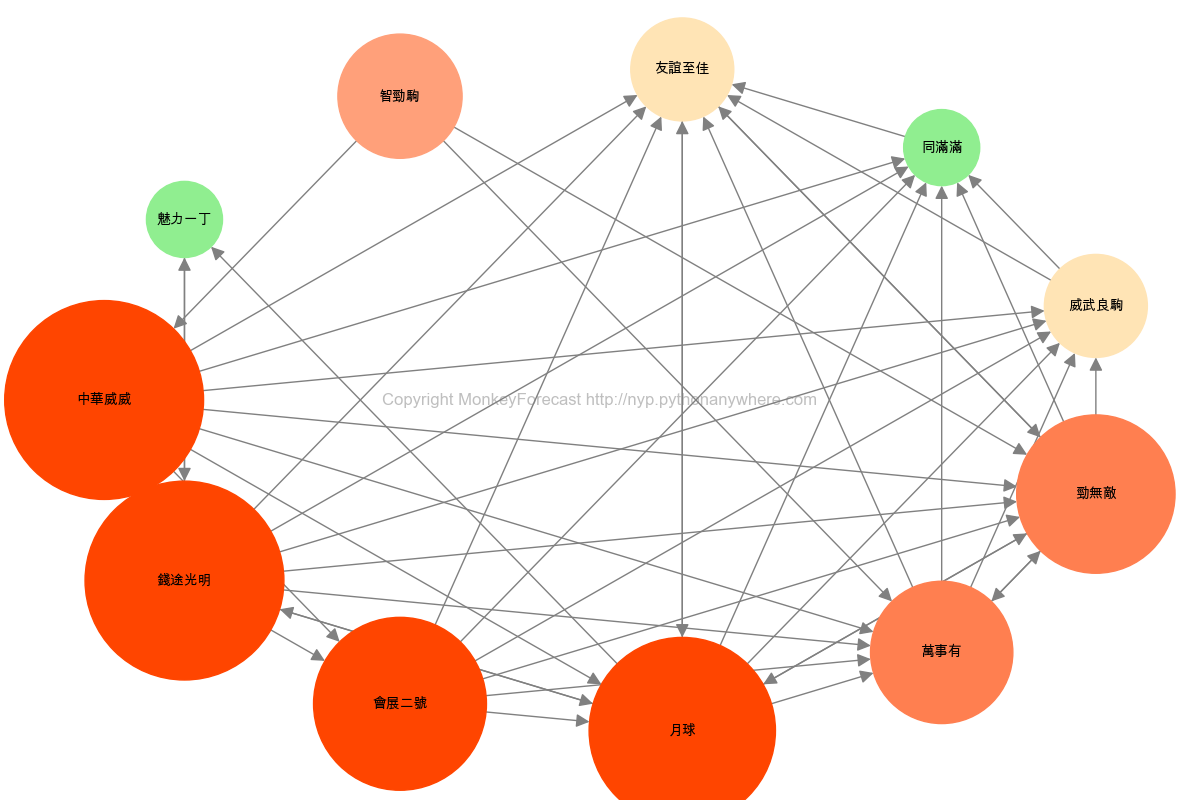 友誼至佳
智勁駒
同滿滿
魅力一丁
威武良駒
中華威威
Copyright MonkeyForecast http://nyp.pythonanywhere.com
勁無敵
錢途光明
萬事有
會展二號
月球